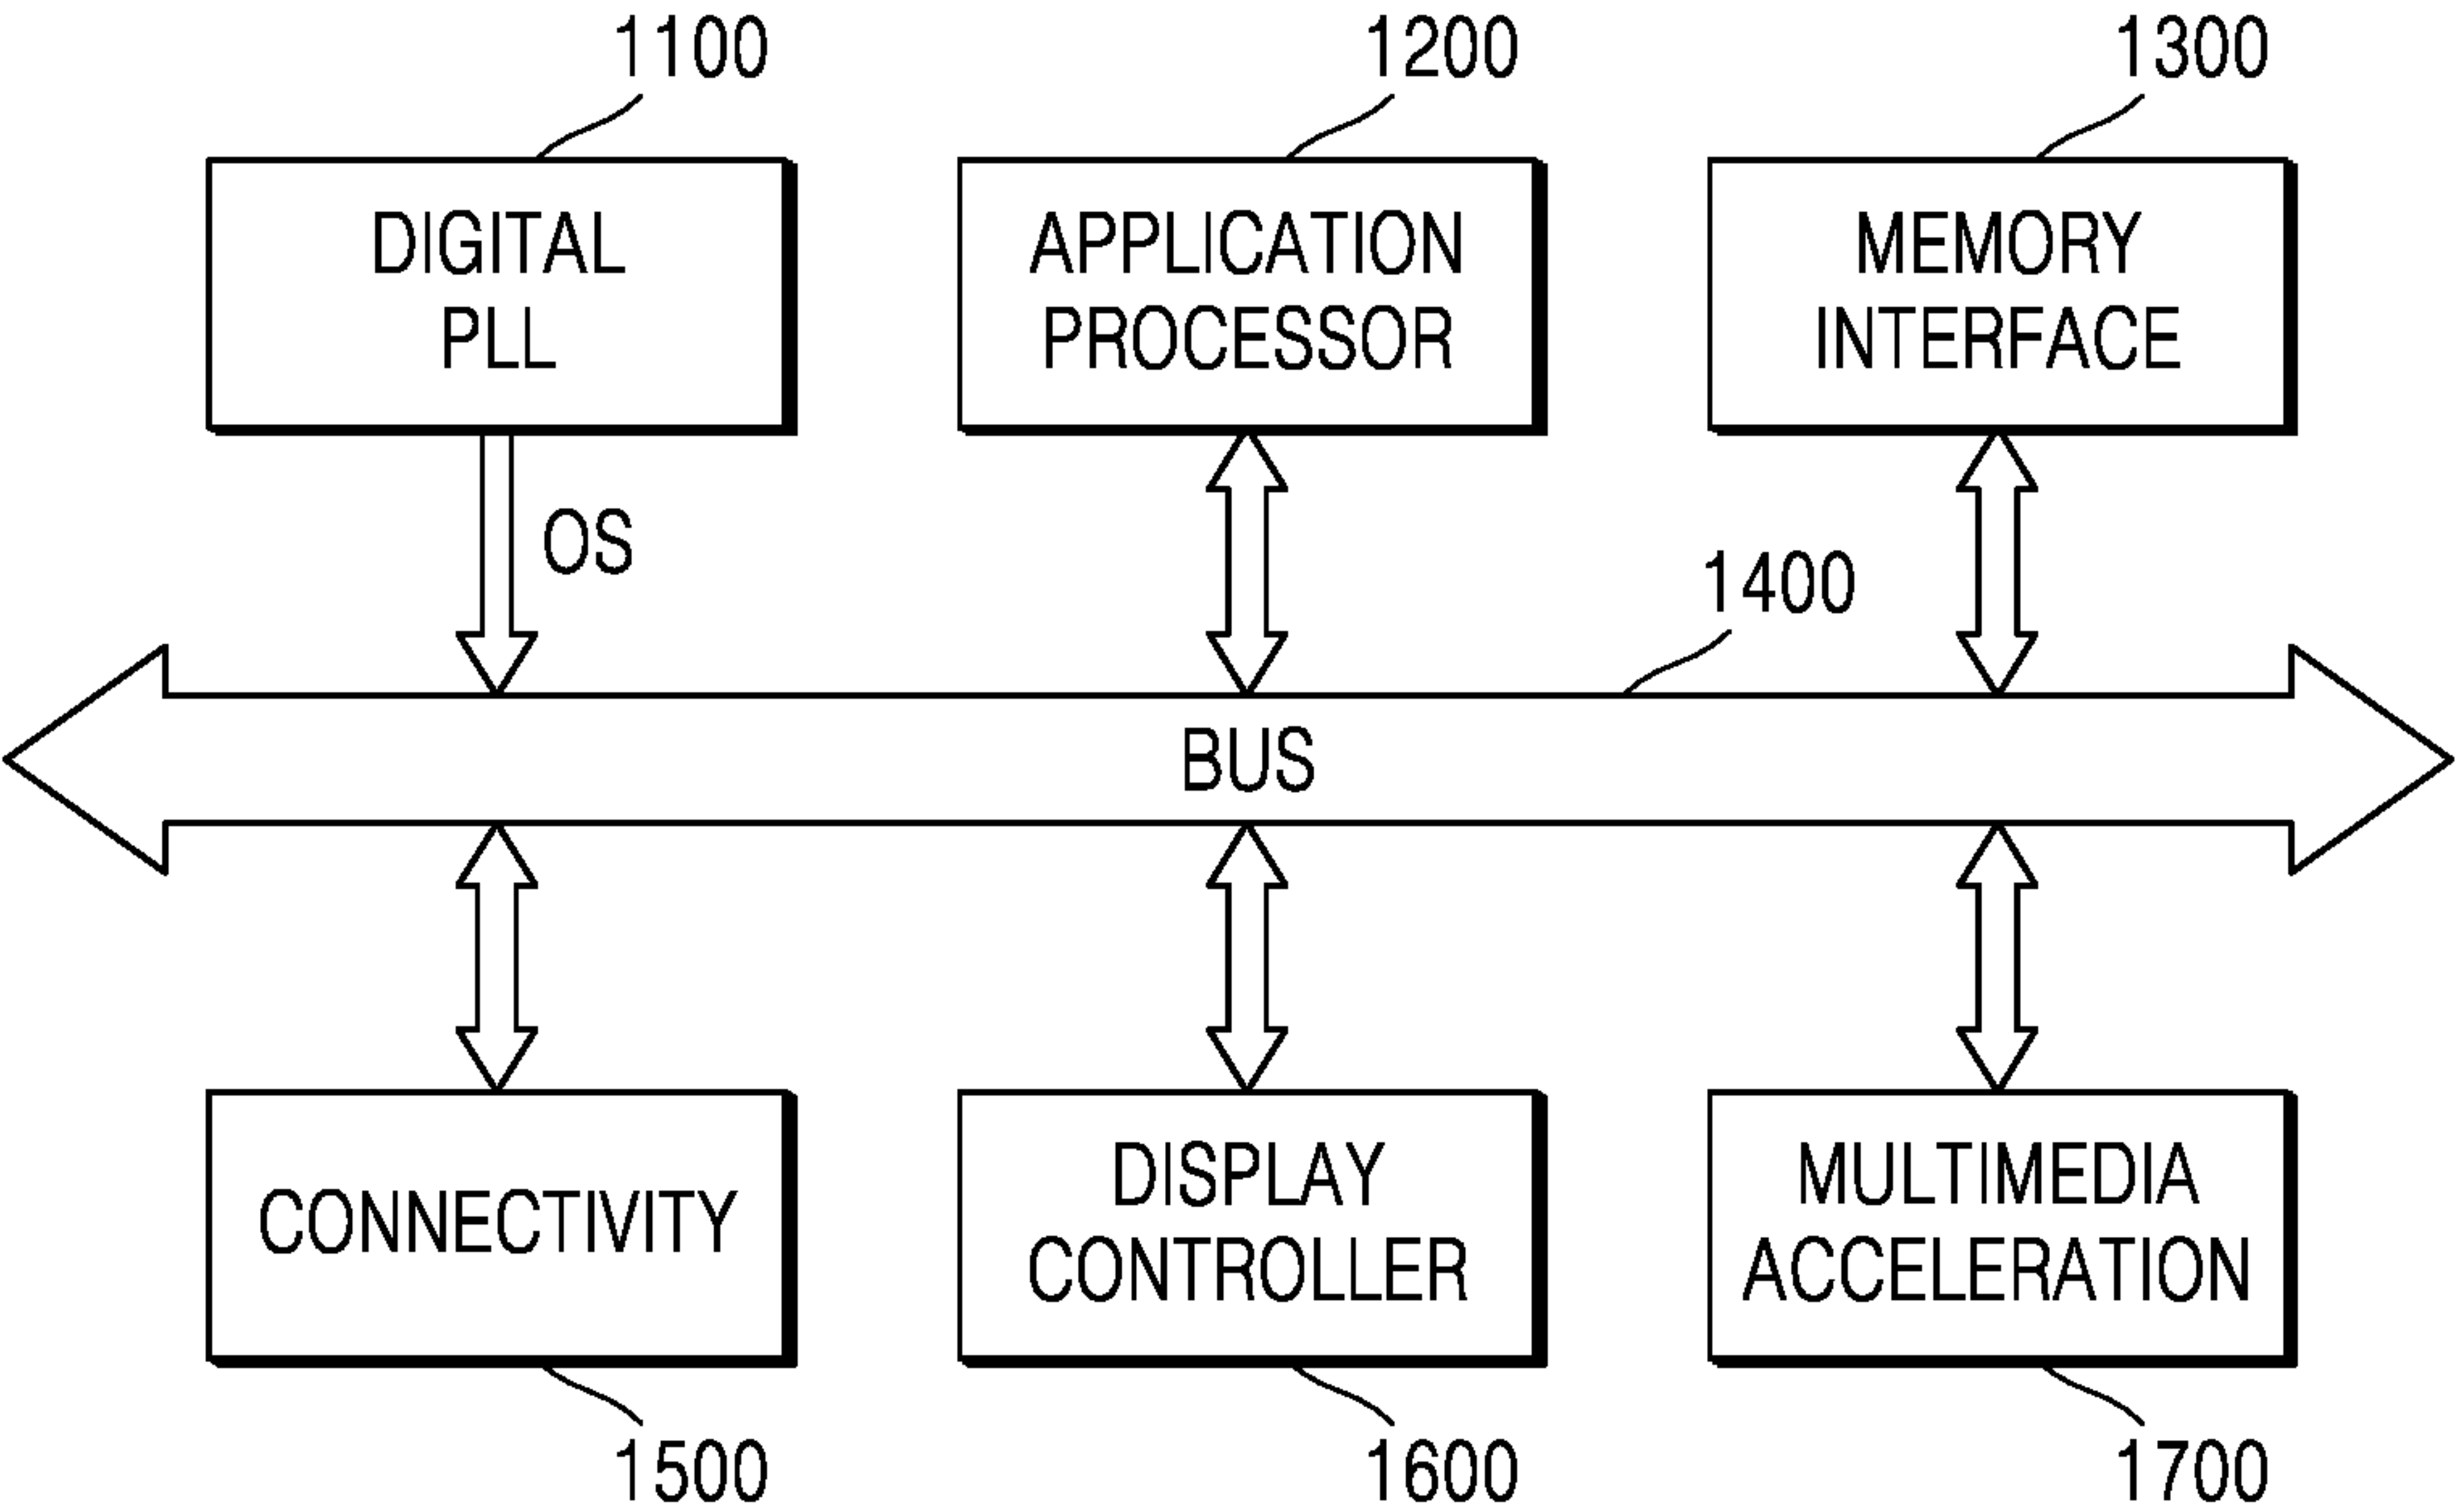 1100
1200
1300
DIGITAL
PLL
APPLICATION
PROCESSOR
MEMORY
INTERFACE
OS
1400
BUS
CONNECTIVITY
DISPLAY
CONTROLLER
MULTIMEDIA
ACCELERATION
1500
1600
1700